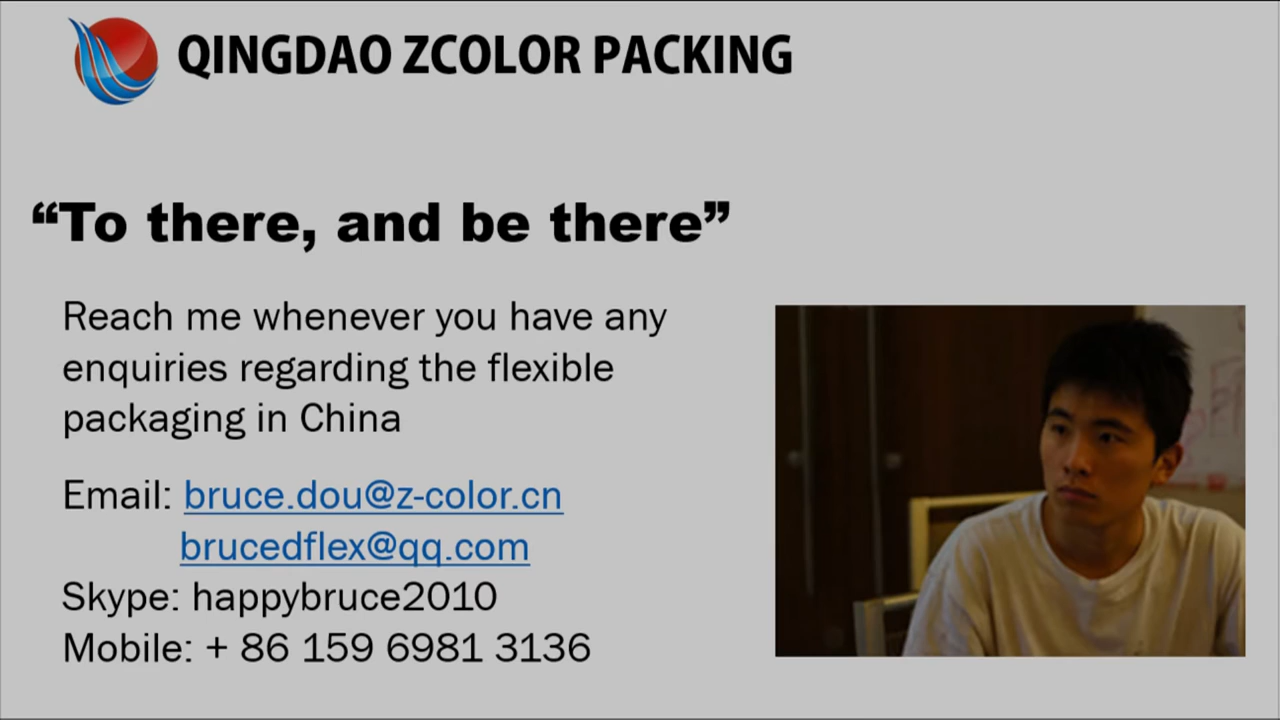 QINGDAO ZCOLOR PACKING
“To there, and be there”
Reach me whenever you have any
enquiries regarding the flexible
packaging in China
Email: bruce.dou@z-color.cn
brucedflex@qq.com
Skype: happybruce2010
Mobile: + 86 159 6981 3136